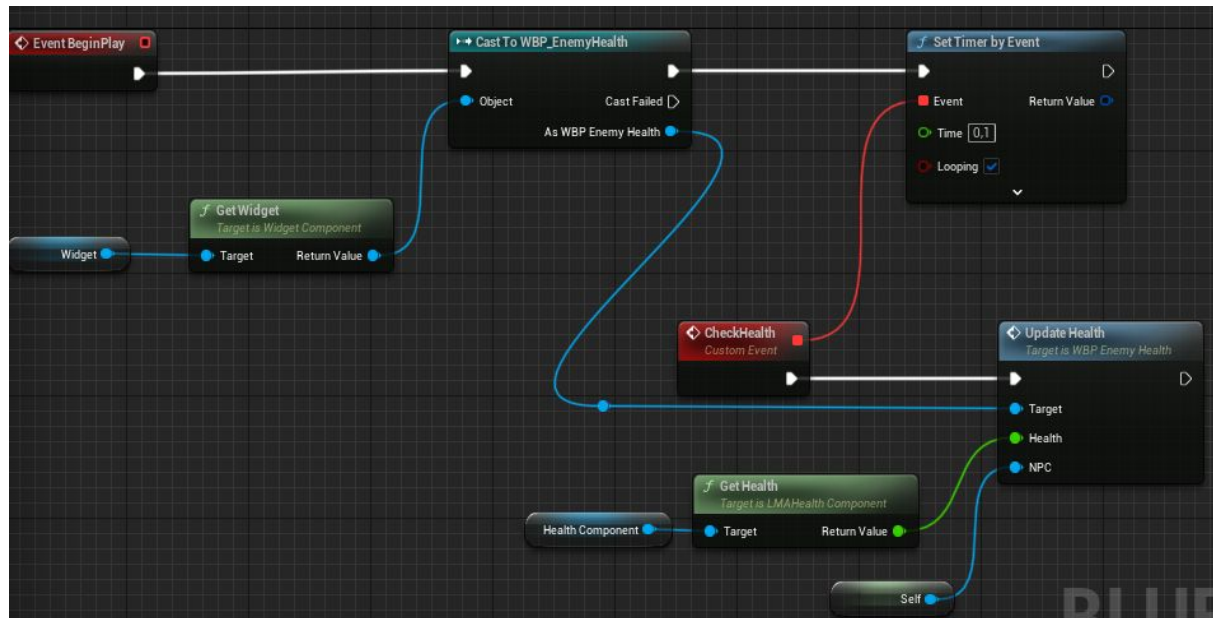 Event BeginPlay
Cast To WBP_EnemyHealth
Object
Cast Failed
As WBP Enemy Health
Set Timer by Event
Event
Return Value
Time 0,1
Looping
Get Widget
Target is Widget Component
Widget
Target
Return Value
CheckHealth
Custom Event
Update Health
Target is WBP Enemy Health
Target
Health
NPC
Get Health
Target is LMAHealth Component
Health Component
Target
Return Value
Self